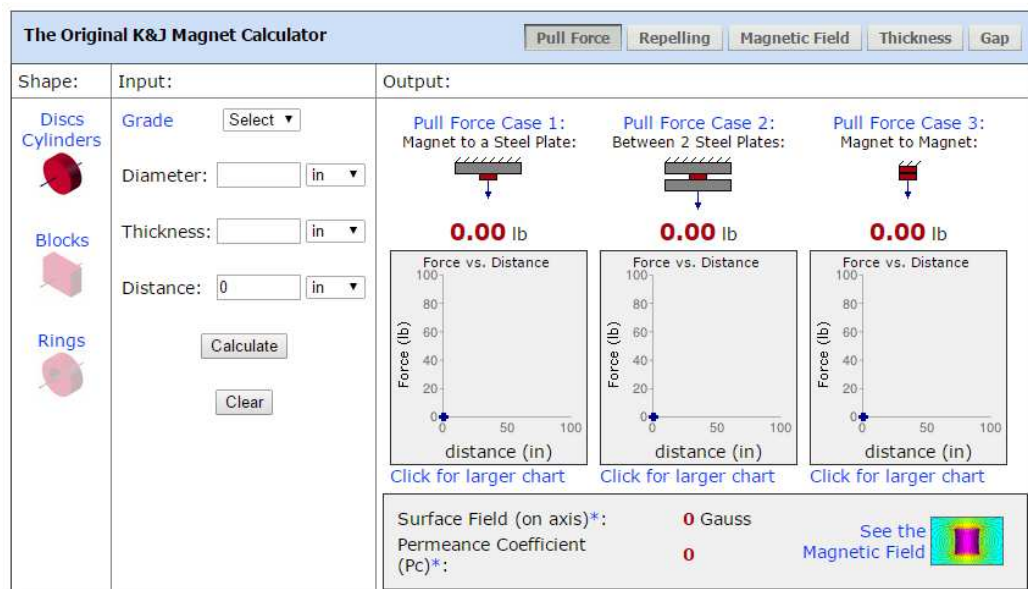 The Original K&J Magnet Calculator
Pull Force
Repelling
Magnetic Field
Thickness
Gap
Shape:
Input:
Output:
Discs
Cylinders
Blocks
Rings
Grade Select
Diameter: in
Thickness: in
Distance: 0 in
Calculate
Clear
Pull Force Case 1:
Magnet to a Steel Plate:
0.00 lb
Force vs. Distance
100
80
60
40
20
0
Force (lb)
0 50 100
distance (in)
Click for larger chart
Pull Force Case 2:
Between 2 Steel Plates:
0.00 lb
Force vs. Distance
100
80
60
40
20
0
Force (lb)
0 50 100
distance (in)
Click for larger chart
Pull Force Case 3:
Magnet to Magnet:
0.00 lb
Force vs. Distance
100
80
60
40
20
0
Force (lb)
0 50 100
distance (in)
Click for larger chart
Surface Field (on axis)*: 0 Gauss
Permeance Coefficient
(Pc)*: 0
See the
Magnetic Field